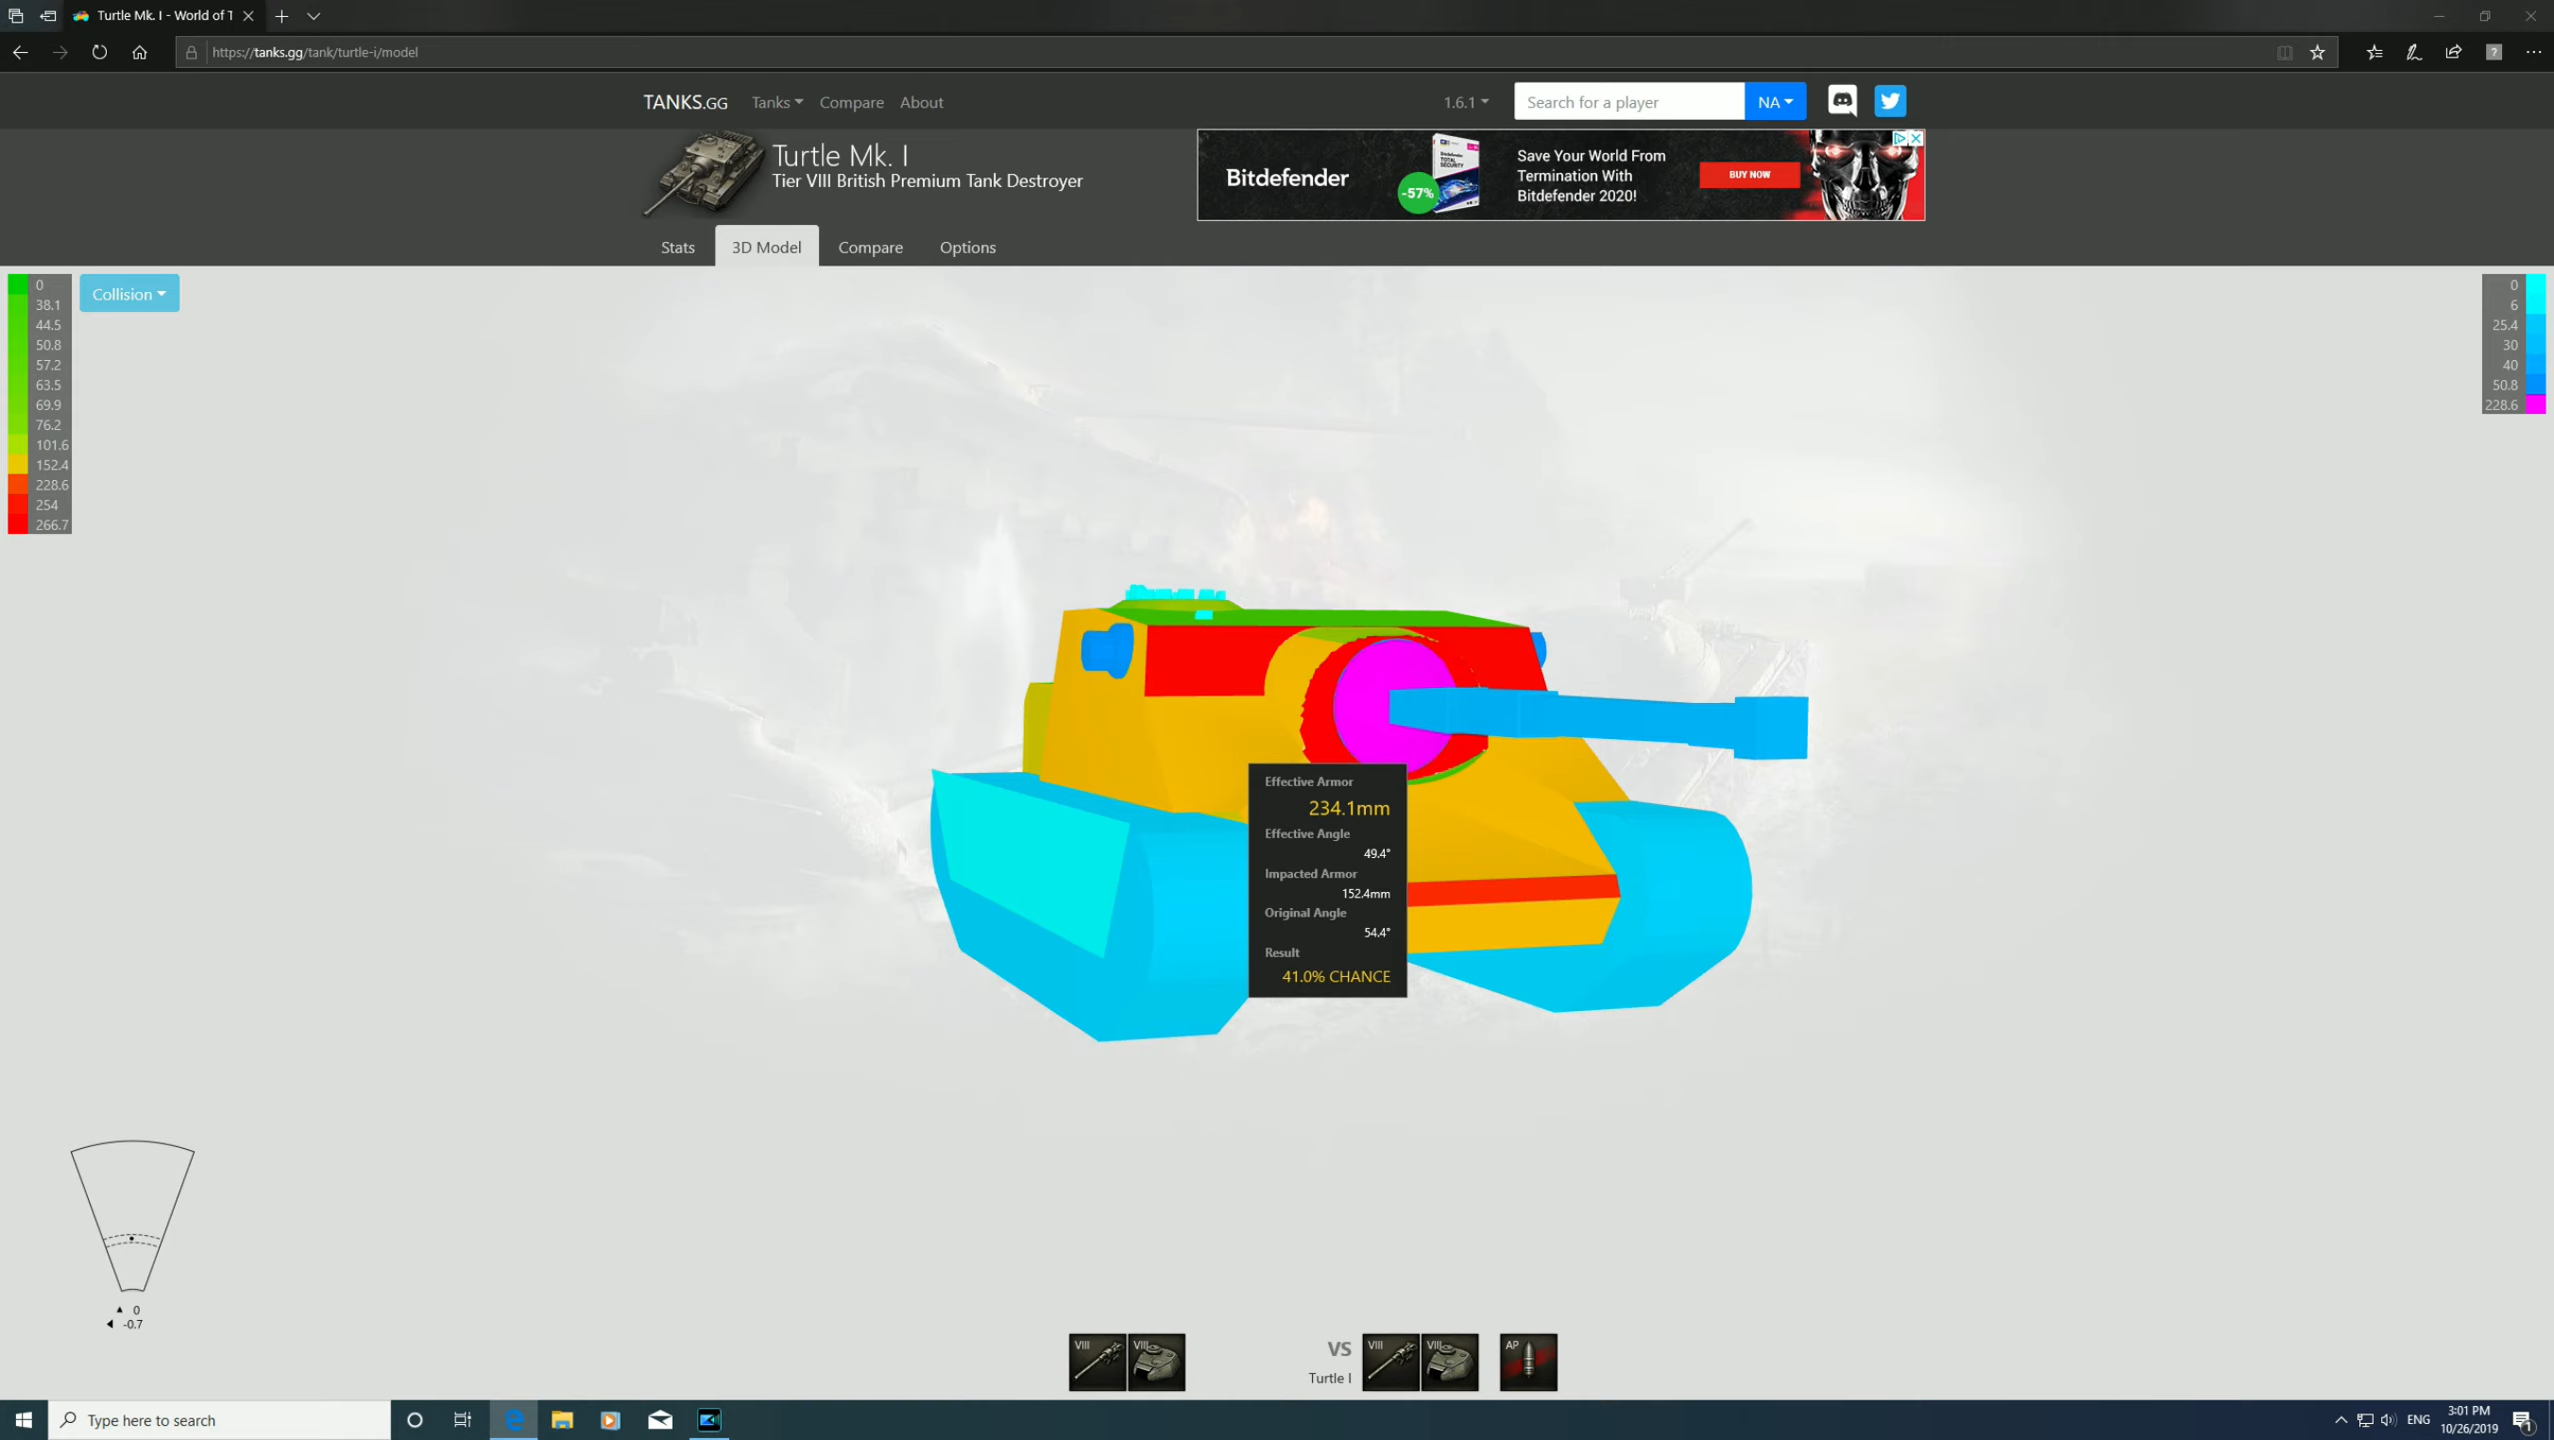 Turtle Mk. I - World of T
https://tanks.gg/tank/turtle-i/model
TANKS.GG
Tanks
Compare
About
1.6.1
Search for a player
NA
Turtle Mk. I
Tier VIII British Premium Tank Destroyer
Bitdefender
-57%
Save Your World From
Termination With
Bitdefender 2020!
BUY NOW
Stats
3D Model
Compare
Options
0
38.1
44.5
50.8
57.2
63.5
69.9
76.2
101.6
152.4
228.6
254
266.7
Collision
0
6
25.4
30
40
50.8
228.6
Effective Armor
234.1mm
Effective Angle
49.4°
Impacted Armor
152.4mm
Original Angle
54.4°
Result
41.0% CHANCE
0
-0.7
VIII
VIII
VS
Turtle I
VIII
VIII
AP
Type here to search
ENG
3:01 PM
10/26/2019
1